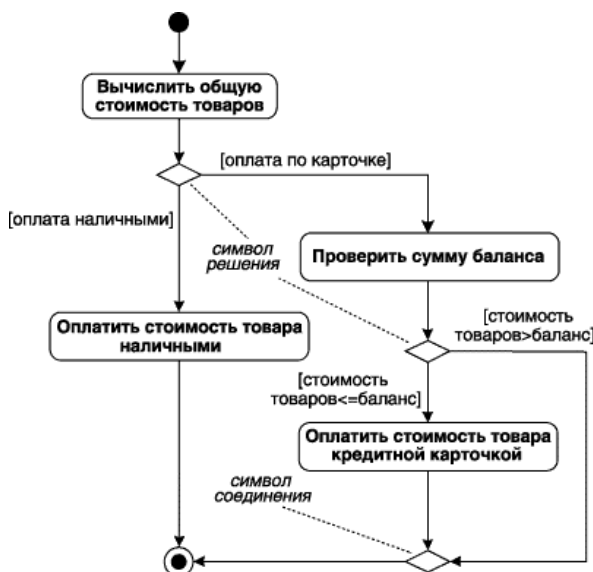 Вычислить общую
стоимость товаров
[оплата по карточке]
[оплата наличными]
символ
решения
Проверить сумму баланса
Оплатить стоимость товара
наличными
[стоимость
товаров>баланс]
[стоимость
товаров<=баланс]
Оплатить стоимость товара
кредитной карточкой
символ
соединения